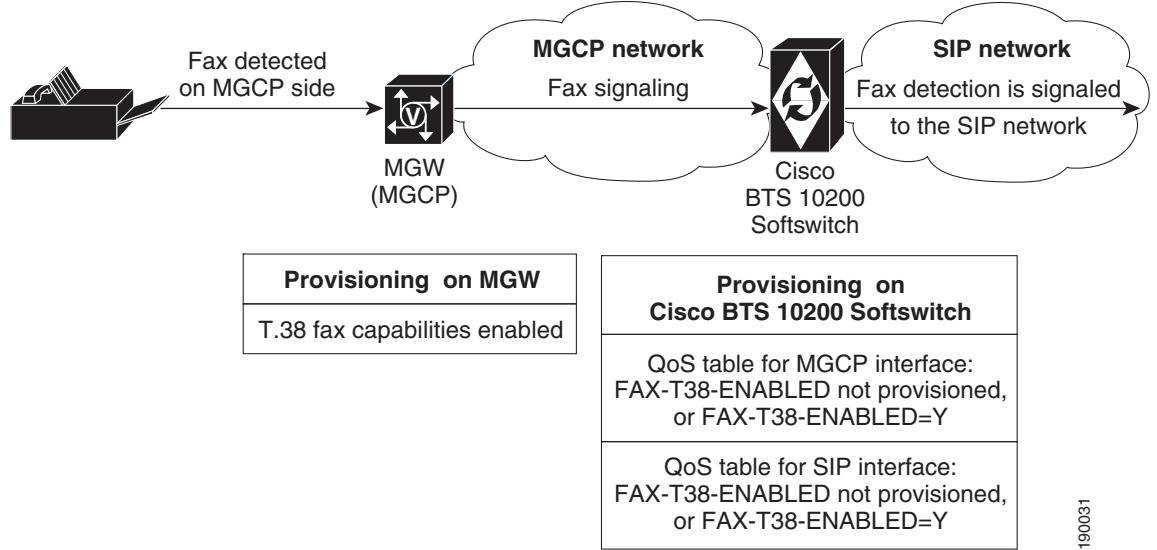 Fax detected
on MGCP side
V
MGW
(MGCP)
MGCP network
Fax signaling
Cisco
BTS 10200
Softswitch
SIP network
Fax detection is signaled
to the SIP network
Provisioning on MGW
T.38 fax capabilities enabled
Provisioning on
Cisco BTS 10200 Softswitch
QoS table for MGCP interface:
FAX-T38-ENABLED not provisioned,
or FAX-T38-ENABLED=Y
QoS table for SIP interface:
FAX-T38-ENABLED not provisioned,
or FAX-T38-ENABLED=Y
190031